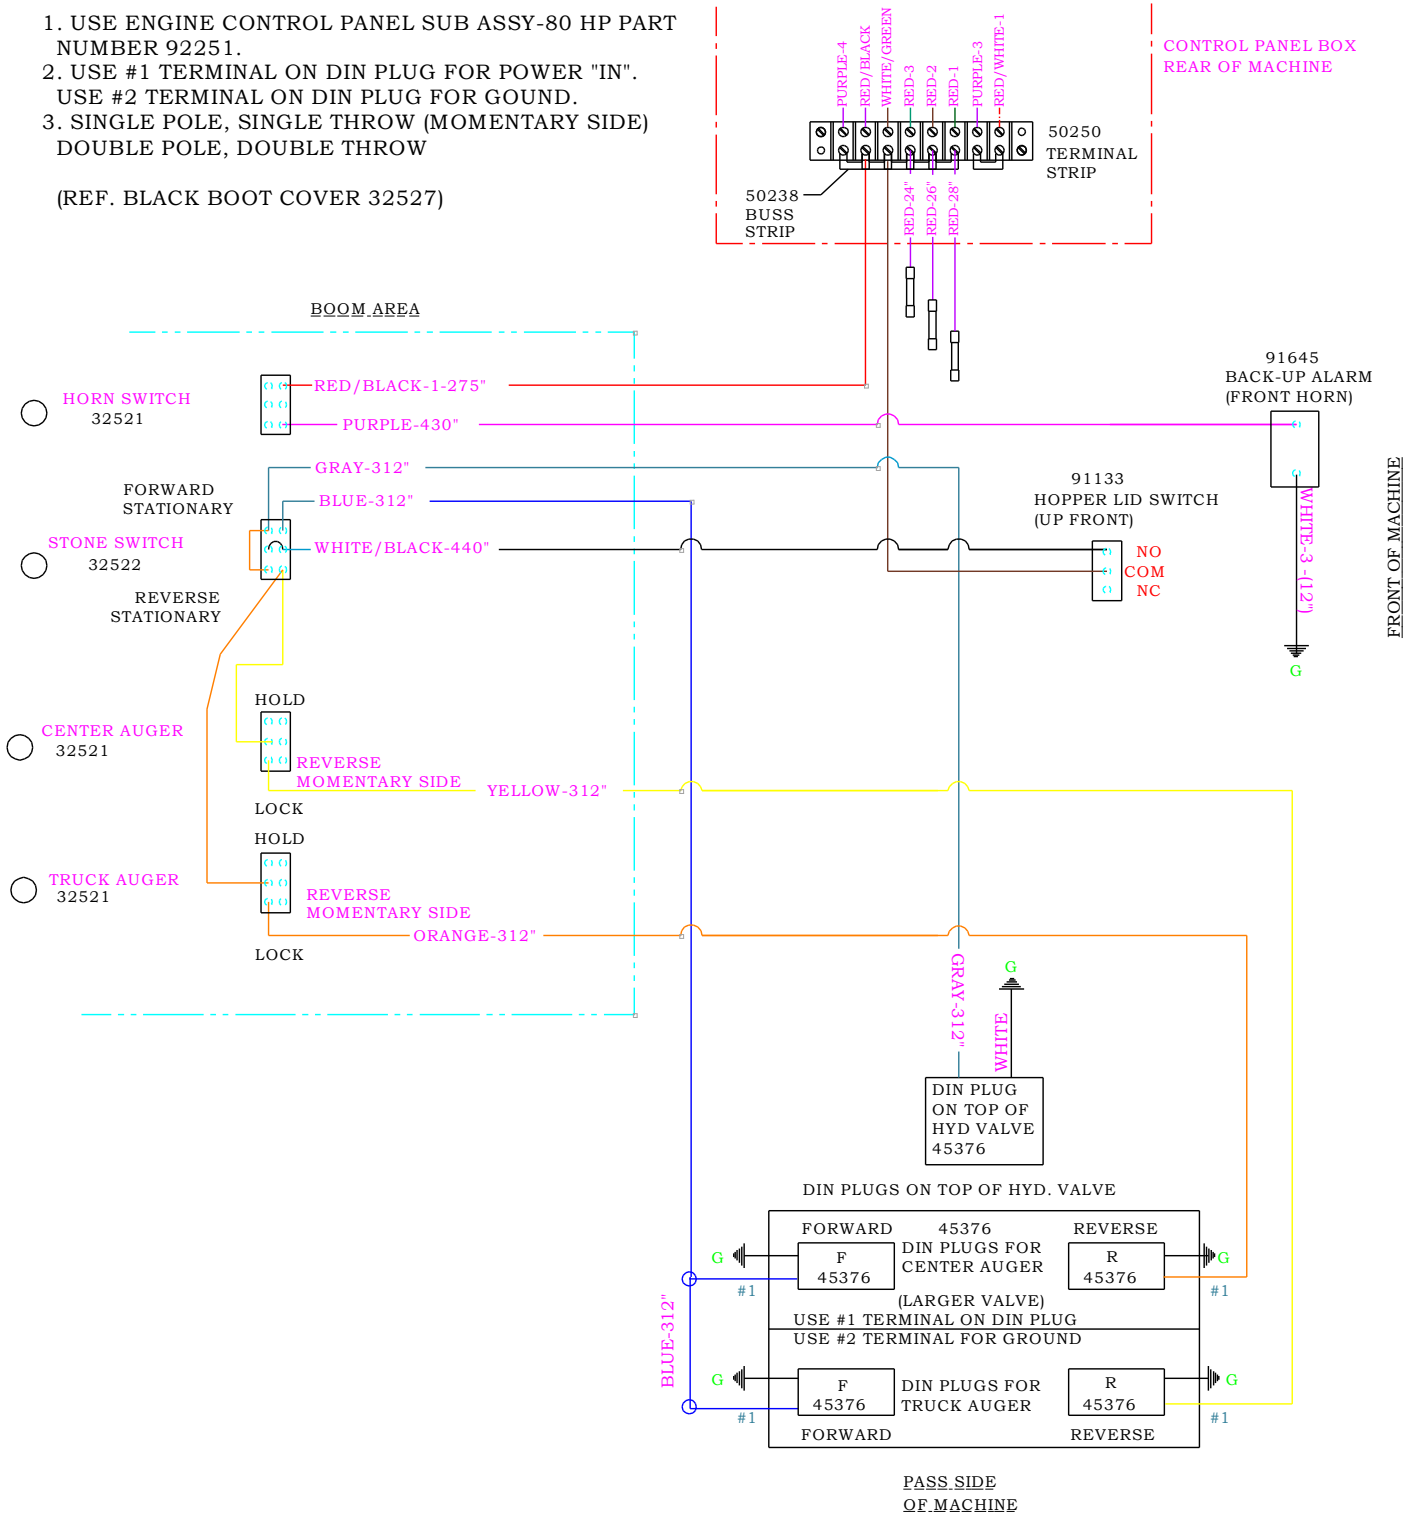 1. USE ENGINE CONTROL PANEL SUB ASSY-80 HP PART
NUMBER 92251.
2. USE #1 TERMINAL ON DIN PLUG FOR POWER "IN".
USE #2 TERMINAL ON DIN PLUG FOR GOUND.
3. SINGLE POLE, SINGLE THROW (MOMENTARY SIDE)
DOUBLE POLE, DOUBLE THROW
(REF. BLACK BOOT COVER 32527)
PURPLE-4
RED/BLACK
WHITE/GREEN
RED-3
RED-2
RED-1
PURPLE-3
RED/WHITE-1
CONTROL PANEL BOX
REAR OF MACHINE
50250
TERMINAL
STRIP
50238
BUSS
STRIP
RED-24"
RED-26"
RED-28"
BOOM AREA
HORN SWITCH
32521
RED/BLACK-1-275"
PURPLE-430"
91645
BACK-UP ALARM
(FRONT HORN)
WHITE-3 -(12")
G
FRONT OF MACHINE
GRAY-312"
BLUE-312"
FORWARD
STATIONARY
STONE SWITCH
32522
WHITE/BLACK-440"
REVERSE
STATIONARY
91133
HOPPER LID SWITCH
(UP FRONT)
NO
COM
NC
HOLD
CENTER AUGER
32521
REVERSE
MOMENTARY SIDE
YELLOW-312"
LOCK
HOLD
TRUCK AUGER
32521
REVERSE
MOMENTARY SIDE
ORANGE-312"
LOCK
GRAY-312"
G
WHITE
DIN PLUG
ON TOP OF
HYD VALVE
45376
DIN PLUGS ON TOP OF HYD. VALVE
FORWARD
45376
REVERSE
G
F
45376
DIN PLUGS FOR
CENTER AUGER
R
45376
G
#1
#1
(LARGER VALVE)
USE #1 TERMINAL ON DIN PLUG
USE #2 TERMINAL FOR GROUND
BLUE-312"
G
F
45376
DIN PLUGS FOR
TRUCK AUGER
R
45376
G
#1
#1
FORWARD
REVERSE
PASS SIDE
OF MACHINE